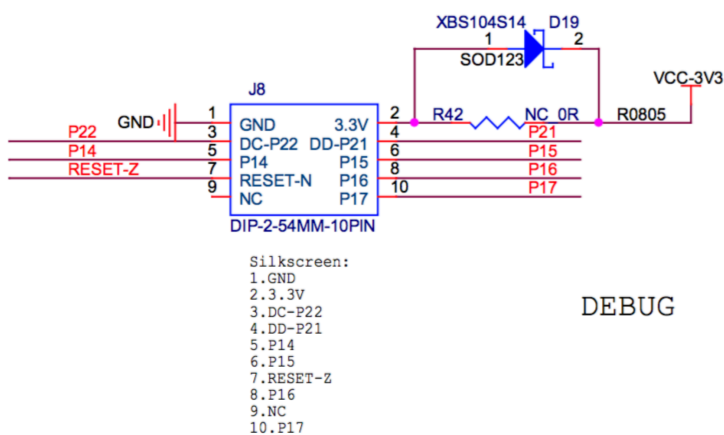 XBS104S14 D19
1 2
SOD123
VCC-3V3
J8
R42 NC_0R R0805
GND 1 GND 3.3V 2
P22 3 DC-P22 DD-P21 4 P21
P14 5 P14 P15 6 P15
RESET-Z 7 RESET-N P16 8 P16
9 NC P17 10 P17
DIP-2-54MM-10PIN
Silkscreen:
1.GND
2.3.3V
3.DC-P22
4.DD-P21
5.P14
6.P15
7.RESET-Z
8.P16
9.NC
10.P17
DEBUG